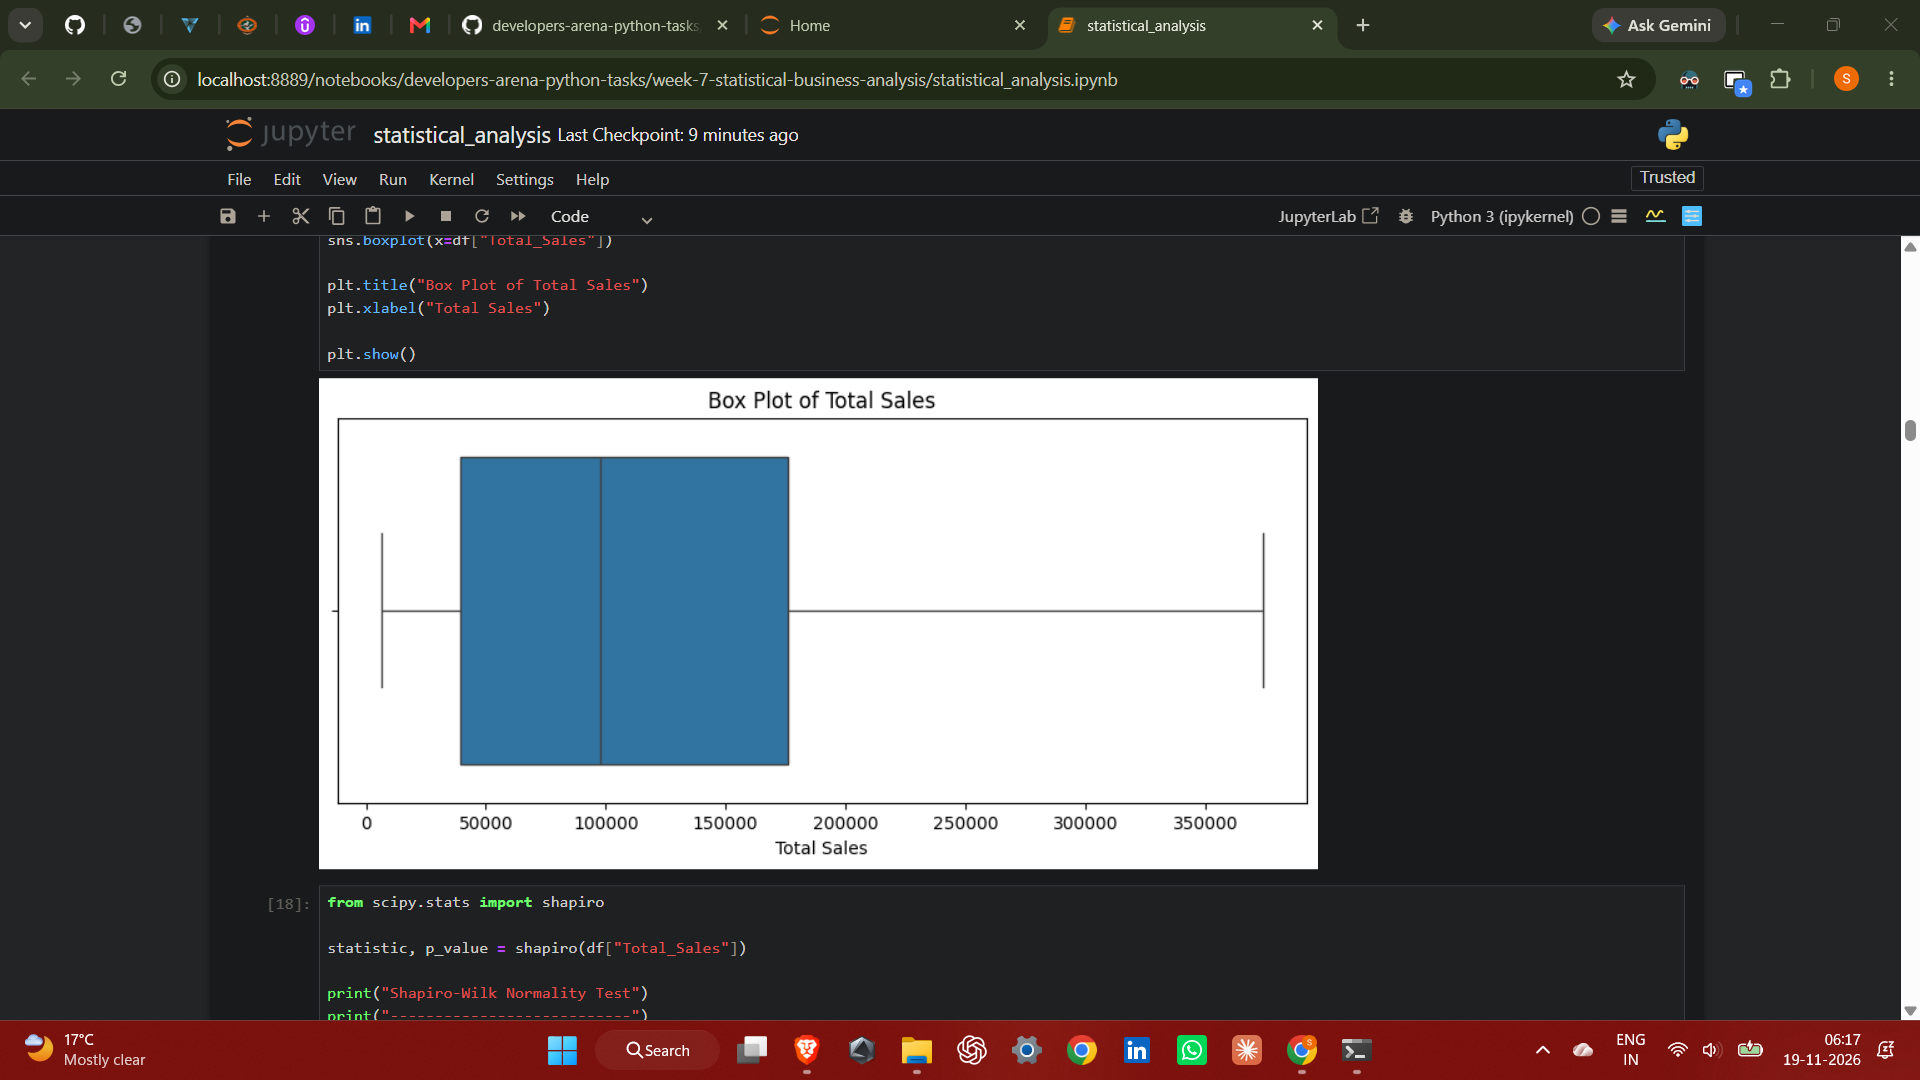 developers-arena-python-tasks
Home
statistical_analysis
Ask Gemini
localhost:8889/notebooks/developers-arena-python-tasks/week-7-statistical-business-analysis/statistical_analysis.ipynb
S
jupyter
statistical_analysis Last Checkpoint: 9 minutes ago
File Edit View Run Kernel Settings Help
Trusted
Code
JupyterLab
Python 3 (ipykernel)
sns.boxplot(x=df["Total_Sales"])
plt.title("Box Plot of Total Sales")
plt.xlabel("Total Sales")
plt.show()
Box Plot of Total Sales
0 50000 100000 150000 200000 250000 300000 350000
Total Sales
[18]:
from scipy.stats import shapiro
statistic, p_value = shapiro(df["Total_Sales"])
print("Shapiro-Wilk Normality Test")
print("---------------------------")
17°C
Mostly clear
Search
ENG
IN
06:17
19-11-2026